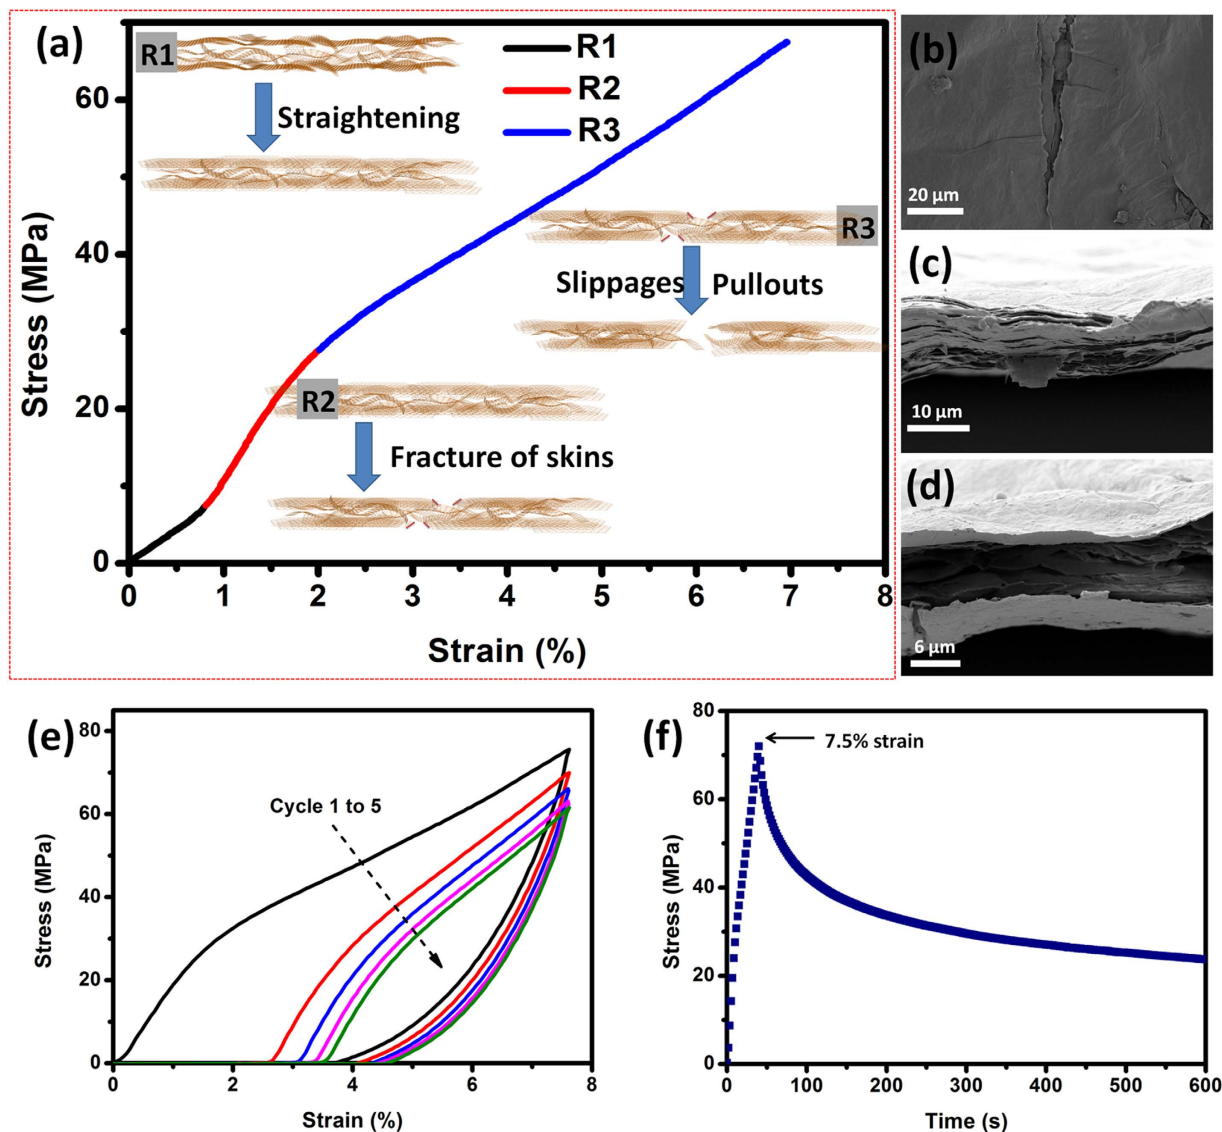 (a)
R1
Straightening
R1
R2
R3
R3
Slippages Pullouts
R2
Fracture of skins
60
40
20
0
0 1 2 3 4 5 6 7 8
Stress (MPa)
Strain (%)
(b)
20 µm
(c)
10 µm
(d)
6 µm
(e)
Cycle 1 to 5
80
60
40
20
0
0 2 4 6 8
Stress (MPa)
Strain (%)
(f)
7.5% strain
80
60
40
20
0
0 100 200 300 400 500 600
Stress (MPa)
Time (s)